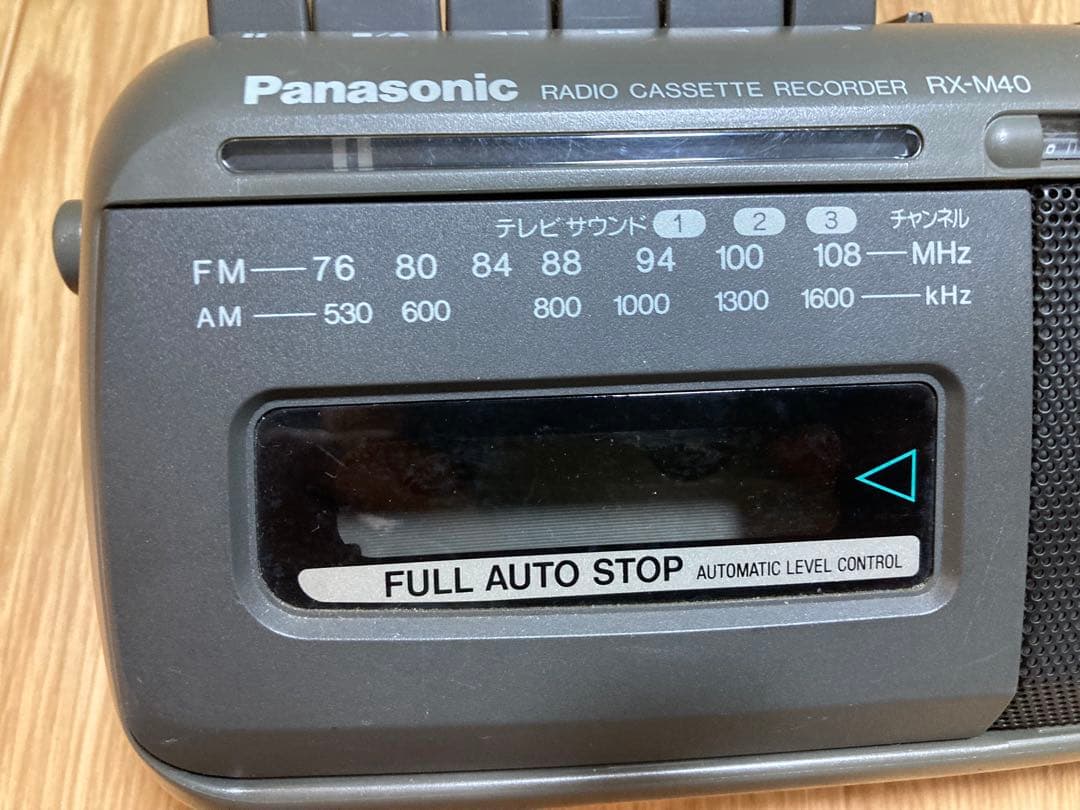 Panasonic RADIO CASSETTE RECORDER RX-M40
テレビサウンド 1 2 3 チャンネル
FM 76 80 84 88 94 100 108 MHz
AM 530 600 800 1000 1300 1600 kHz
FULL AUTO STOP AUTOMATIC LEVEL CONTROL